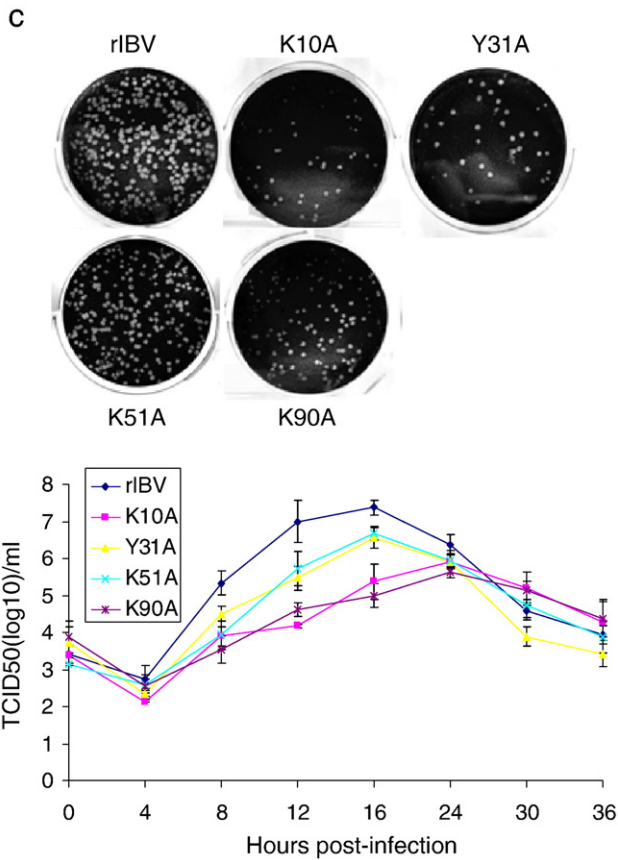 c
rIBV K10A Y31A
K51A K90A
8
7
6
5
4
3
2
1
0
TCID50(log10)/ml
rIBV
K10A
Y31A
K51A
K90A
0 4 8 12 16 24 30 36
Hours post-infection